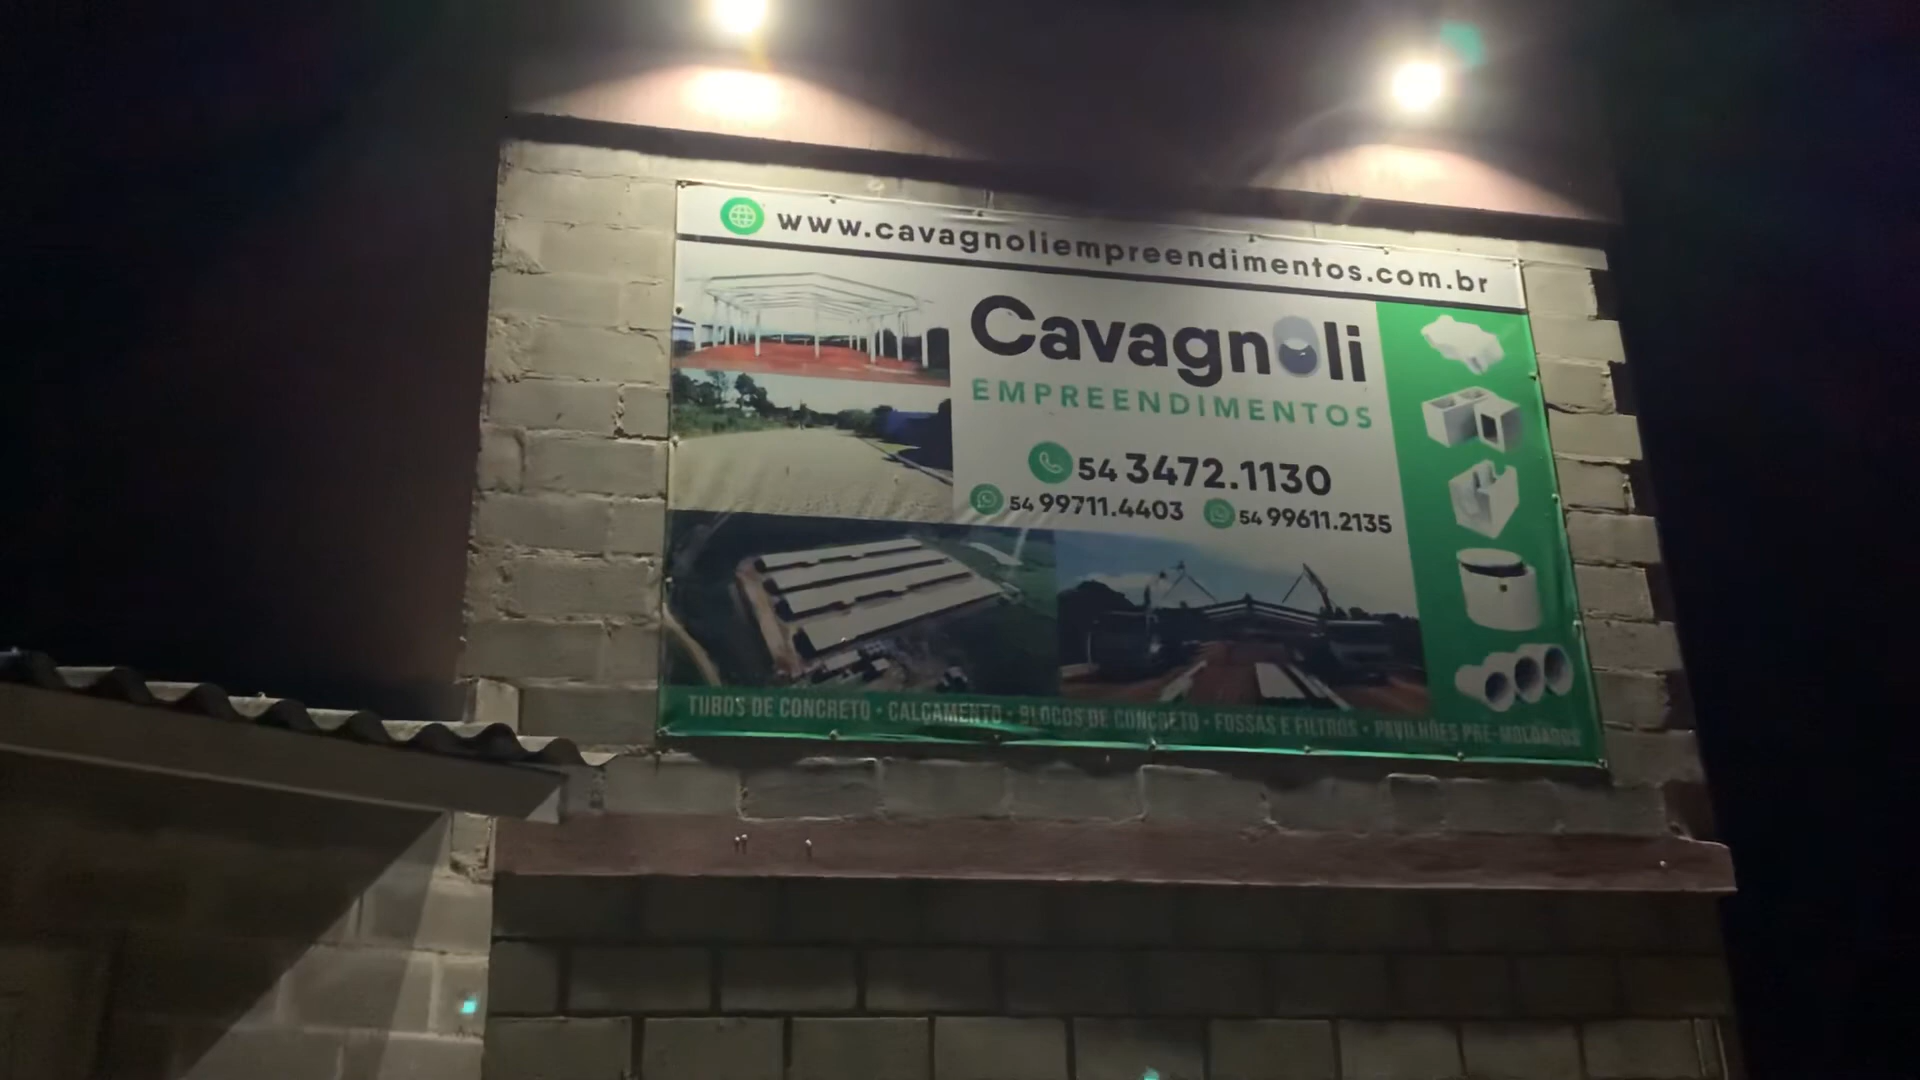 www.cavagnoliempreendimentos.com.br
Cavagnoli
EMPREENDIMENTOS
54 3472.1130
54 99711.4403 54 99611.2135
TUBOS DE CONCRETO • CALÇAMENTO • BLOCOS DE CONCRETO • FOSSAS E FILTROS • PAVILHÕES PRÉ-MOLDADOS